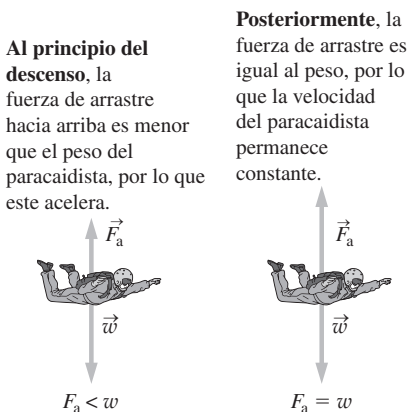 Al principio del
descenso, la
fuerza de arrastre
hacia arriba es menor
que el peso del
paracaidista, por lo que
este acelera.
F⃗a
w⃗
Fa < w
Posteriormente, la
fuerza de arrastre es
igual al peso, por lo
que la velocidad
del paracaidista
permanece
constante.
F⃗a
w⃗
Fa = w